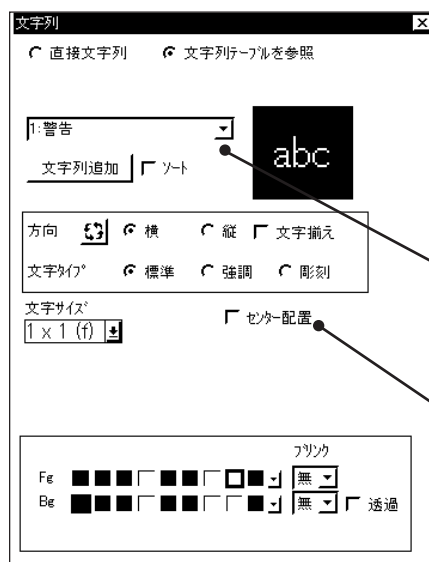 文字列
直接文字列 文字列ﾃｰﾌﾞﾙを参照
1:警告
abc
文字列追加 ｿｰﾄ
方向 横 縦 文字揃え
文字ﾀｲﾌﾟ 標準 強調 彫刻
文字ｻｲｽﾞ
1 x 1 (f)
ｾﾝﾀｰ配置
ﾌﾞﾘﾝｸ
Fg 無
Bg 無 透過